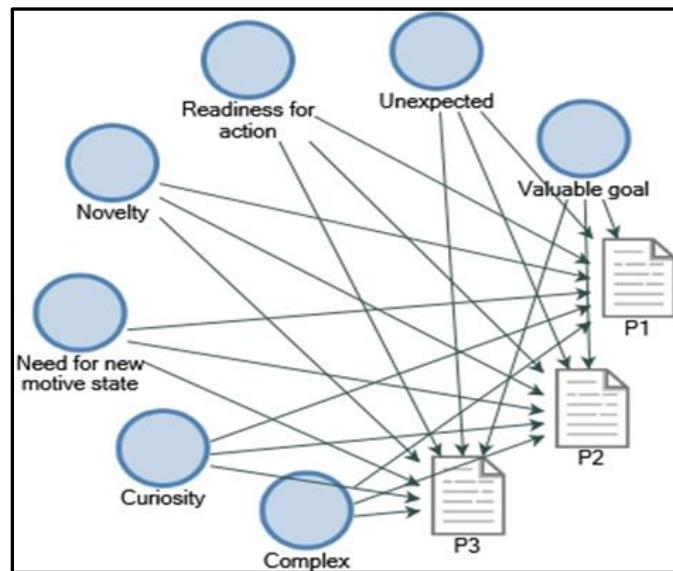 Readiness for
action
Unexpected
Valuable goal
Novelty
P1
Need for new
motive state
P2
Curiosity
P3
Complex